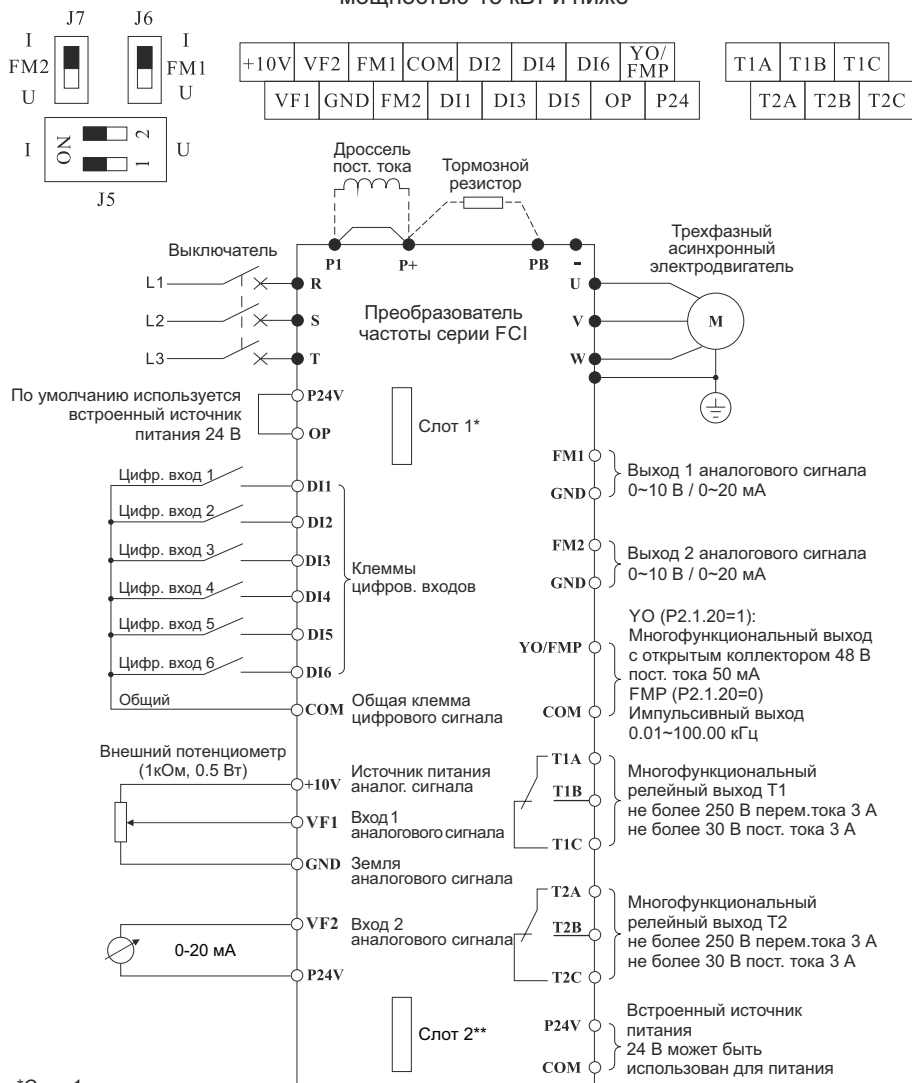 мощностью 15 кВт и ниже
J7
J6
I
FM2
U
I
FM1
U
ON
2
1
I
U
J5
+10V VF2 FM1 COM DI2 DI4 DI6 YO/FMP
VF1 GND FM2 DI1 DI3 DI5 OP P24
T1A T1B T1C
T2A T2B T2C
Дроссель
пост. тока
Тормозной
резистор
Выключатель
P1
P+
PB
-
L1
R
L2
S
L3
T
Преобразователь
частоты серии FCI
U
V
W
M
Трехфазный
асинхронный
электродвигатель
По умолчанию используется
встроенный источник
питания 24 В
P24V
OP
Слот 1*
Цифр. вход 1
DI1
Цифр. вход 2
DI2
Цифр. вход 3
DI3
Цифр. вход 4
DI4
Цифр. вход 5
DI5
Цифр. вход 6
DI6
Клеммы
цифров. входов
Общий
COM
Общая клемма
цифрового сигнала
Внешний потенциометр
(1кОм, 0.5 Вт)
+10V
Источник питания
аналог. сигнала
VF1
Вход 1
аналогового сигнала
GND
Земля
аналогового сигнала
VF2
Вход 2
аналогового сигнала
0-20 мА
P24V
Слот 2**
FM1
GND
Выход 1 аналогового сигнала
0~10 В / 0~20 мА
FM2
GND
Выход 2 аналогового сигнала
0~10 В / 0~20 мА
YO/FMP
COM
YO (P2.1.20=1):
Многофункциональный выход
с открытым коллектором 48 В
пост. тока 50 мА
FMP (P2.1.20=0)
Импульсивный выход
0.01~100.00 кГц
T1A
T1B
T1C
Многофункциональный
релейный выход T1
не более 250 В перем.тока 3 А
не более 30 В пост. тока 3 А
T2A
T2B
T2C
Многофункциональный
релейный выход T2
не более 250 В перем.тока 3 А
не более 30 В пост. тока 3 А
P24V
COM
Встроенный источник
питания
24 В может быть
использован для питания